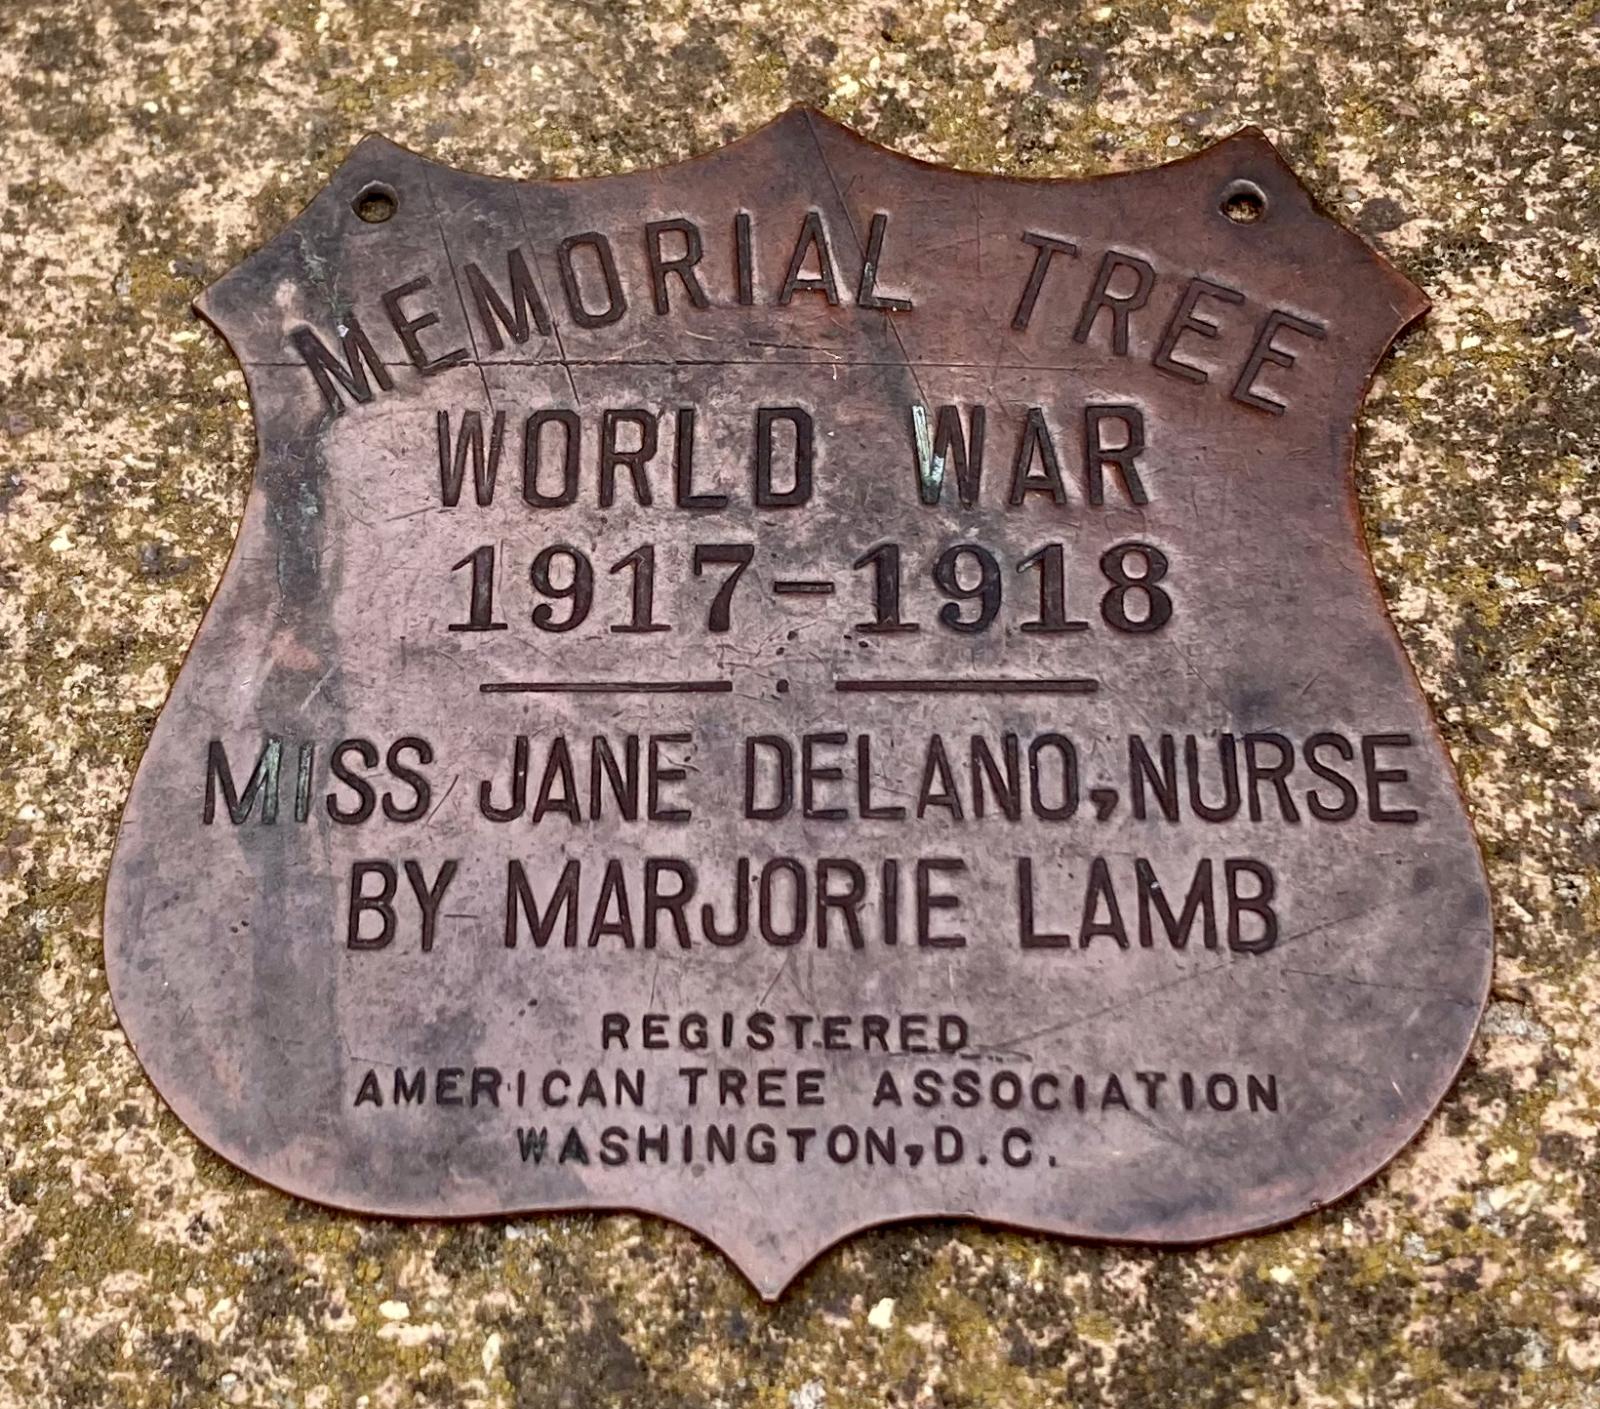 MEMORIAL TREE
WORLD WAR
1917-1918
MISS JANE DELANO, NURSE
BY MARJORIE LAMB
REGISTERED
AMERICAN TREE ASSOCIATION
WASHINGTON, D.C.